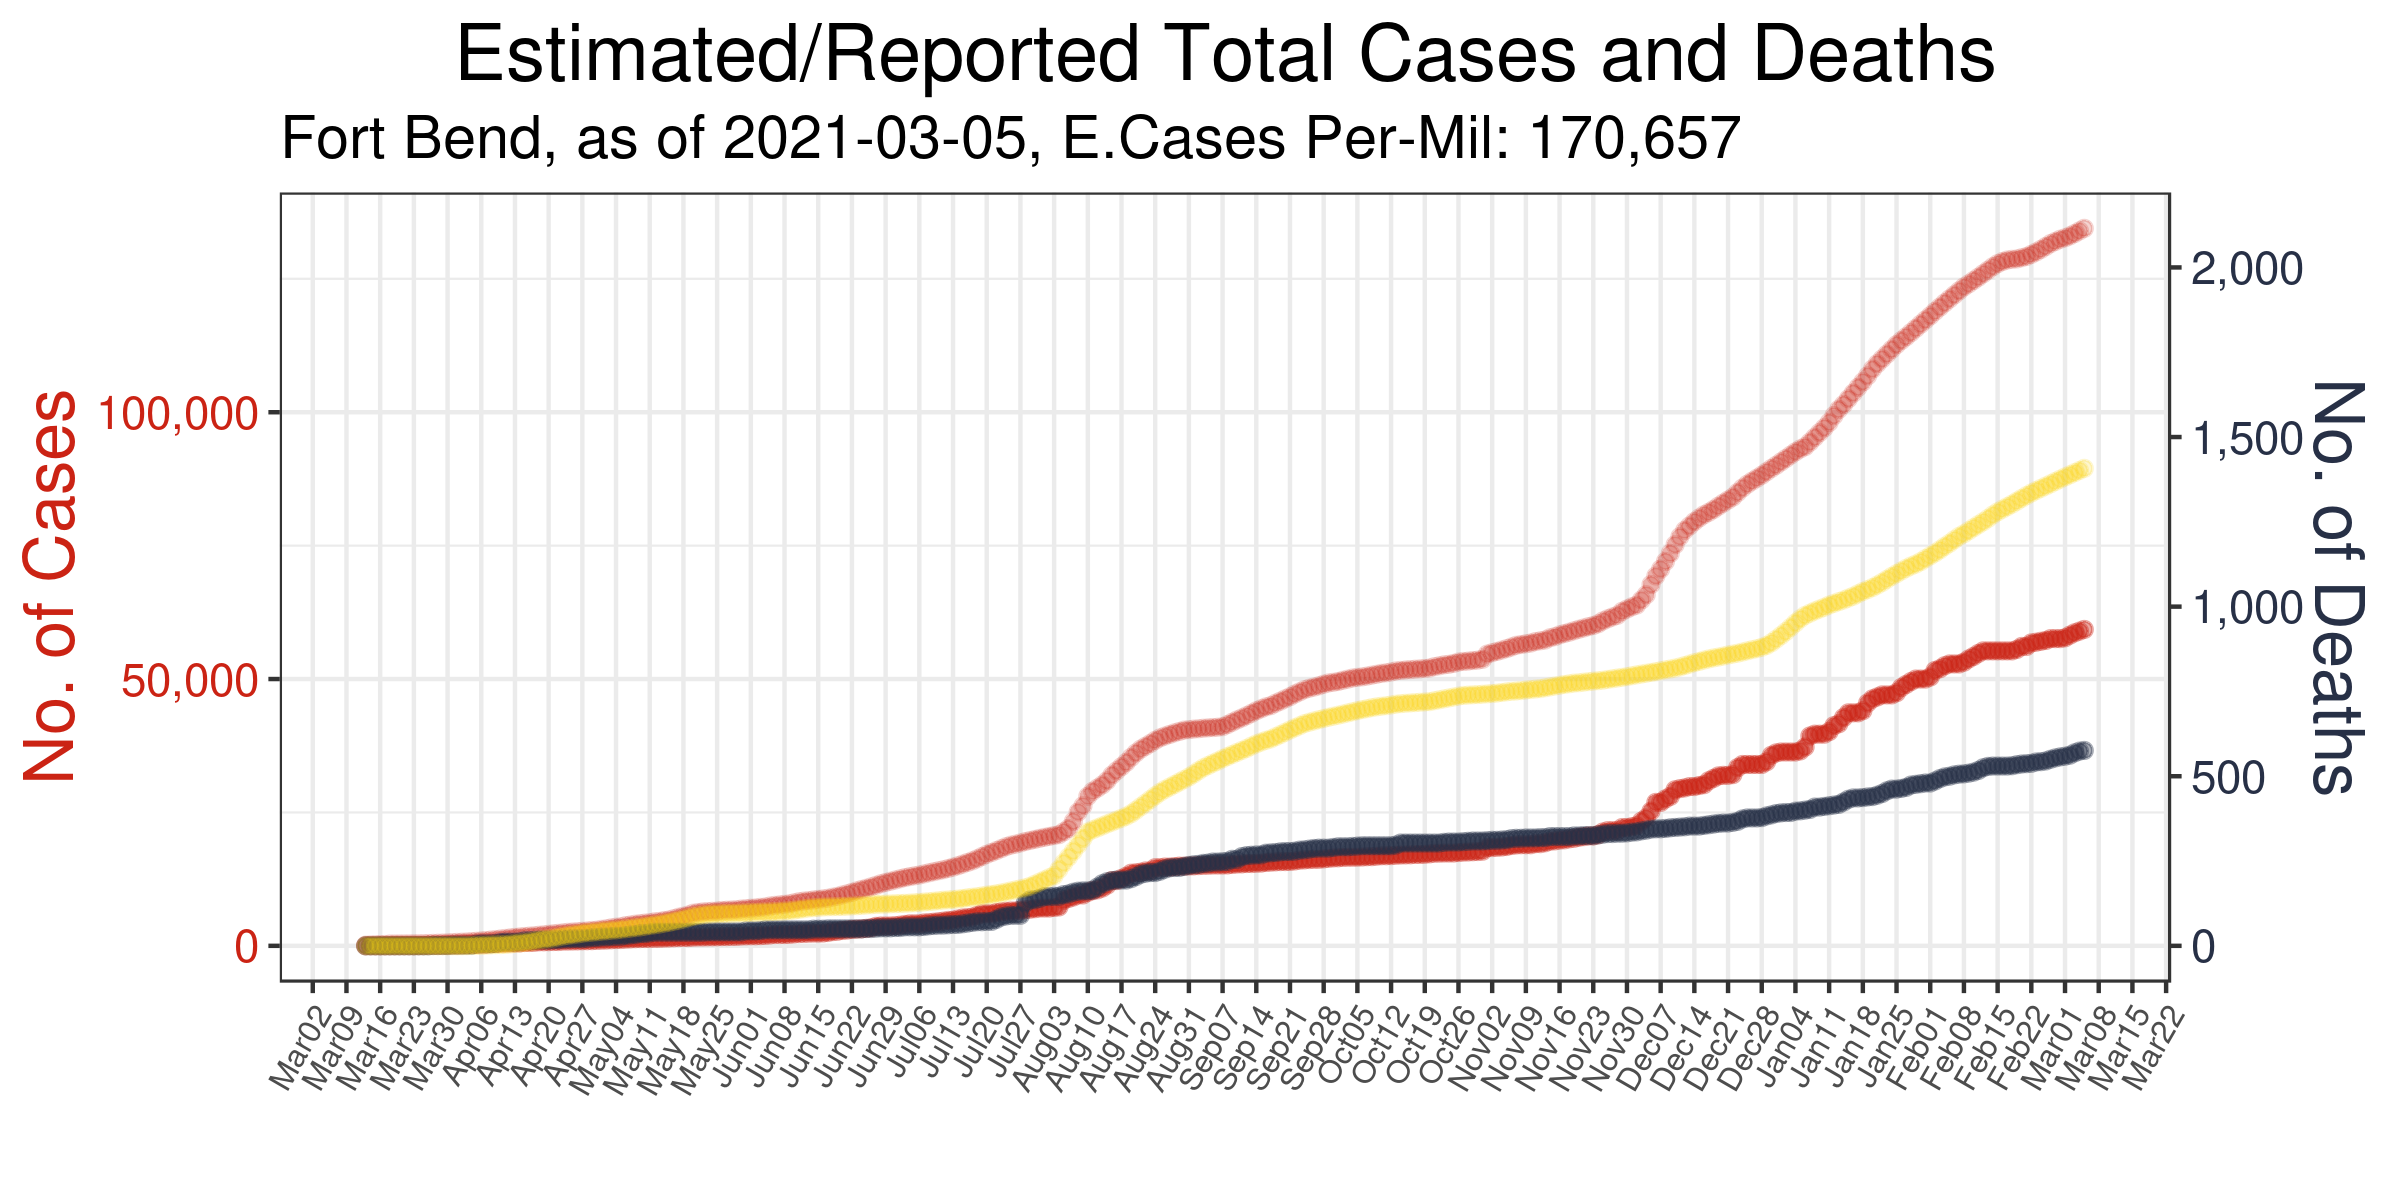 Estimated/Reported Total Cases and Deaths
Fort Bend, as of 2021-03-05, E.Cases Per-Mil: 170,657
No. of Cases
100,000
50,000
0
2,000
1,500
1,000
500
0
No. of Deaths
Mar02
Mar09
Mar16
Mar23
Mar30
Apr06
Apr13
Apr20
Apr27
May04
May11
May18
May25
Jun01
Jun08
Jun15
Jun22
Jun29
Jul06
Jul13
Jul20
Jul27
Aug03
Aug10
Aug17
Aug24
Aug31
Sep07
Sep14
Sep21
Sep28
Oct05
Oct12
Oct19
Oct26
Nov02
Nov09
Nov16
Nov23
Nov30
Dec07
Dec14
Dec21
Dec28
Jan04
Jan11
Jan18
Jan25
Feb01
Feb08
Feb15
Feb22
Mar01
Mar08
Mar15
Mar22